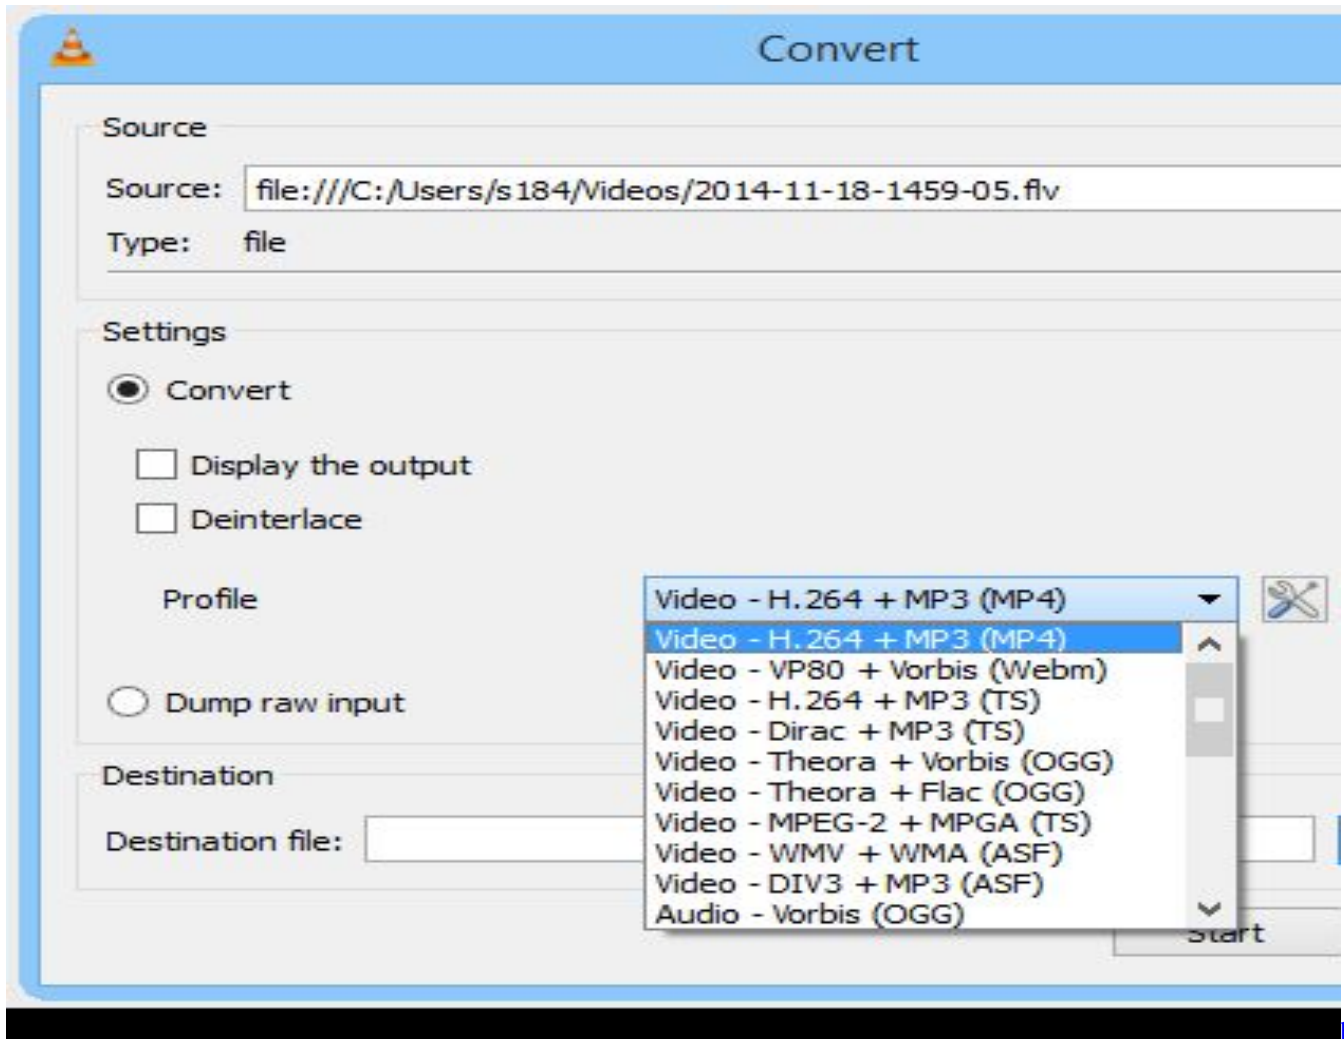 Convert
Source
Source: file:///C:/Users/s184/Videos/2014-11-18-1459-05.flv
Type: file
Settings
Convert
Display the output
Deinterlace
Profile Video - H.264 + MP3 (MP4)
Video - H.264 + MP3 (MP4)
Video - VP80 + Vorbis (Webm)
Video - H.264 + MP3 (TS)
Dump raw input
Video - Dirac + MP3 (TS)
Video - Theora + Vorbis (OGG)
Destination
Video - Theora + Flac (OGG)
Video - MPEG-2 + MPGA (TS)
Destination file:
Video - WMV + WMA (ASF)
Video - DIV3 + MP3 (ASF)
Audio - Vorbis (OGG)
Start